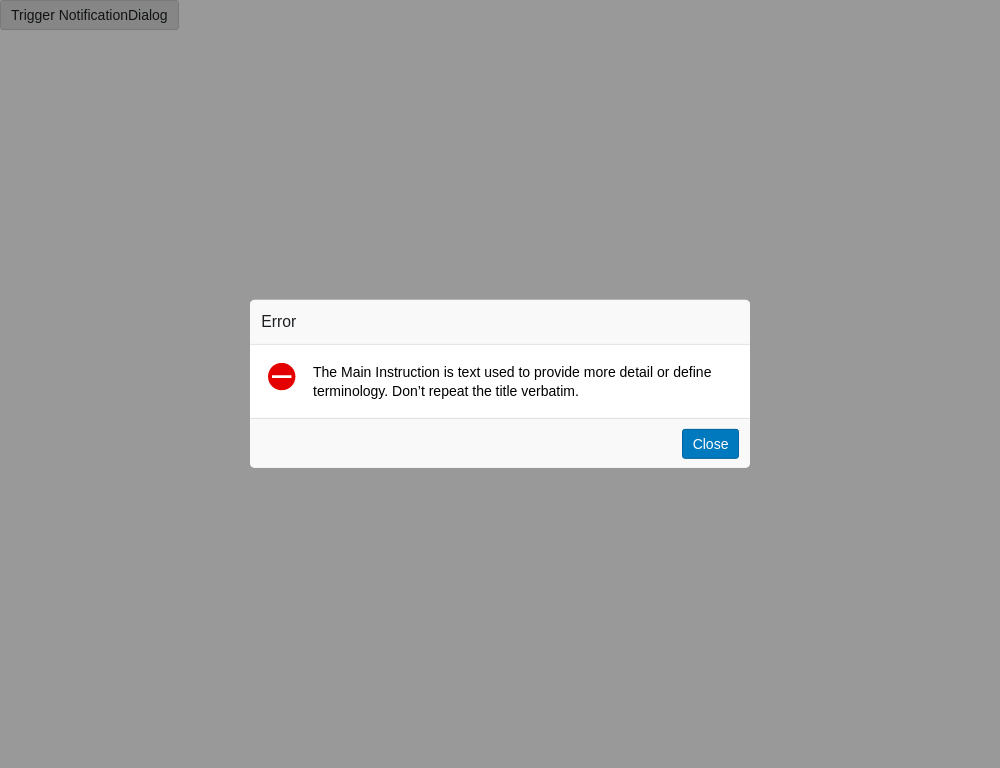 Trigger NotificationDialog
Error
The Main Instruction is text used to provide more detail or define
terminology. Don’t repeat the title verbatim.
Close